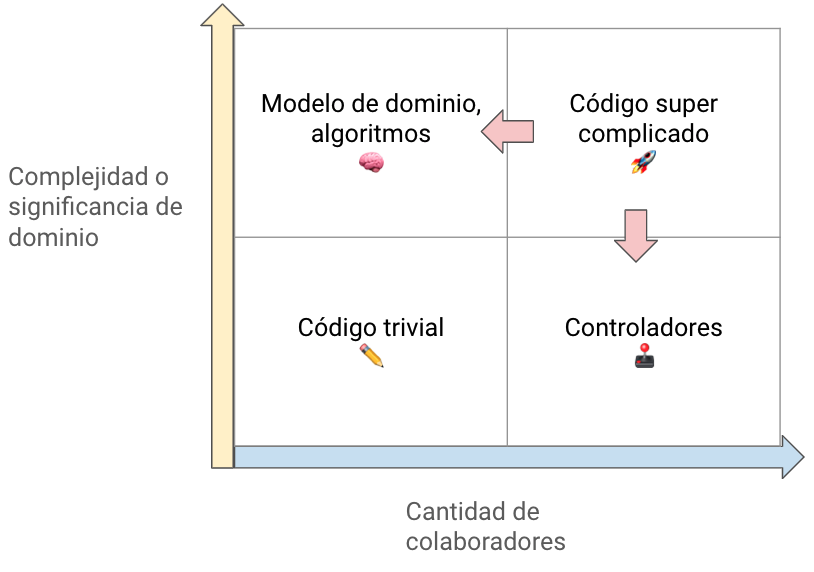 Modelo de dominio,
algoritmos
Código super
complicado
Complejidad o
significancia de
dominio
Código trivial
Controladores
Cantidad de
colaboradores